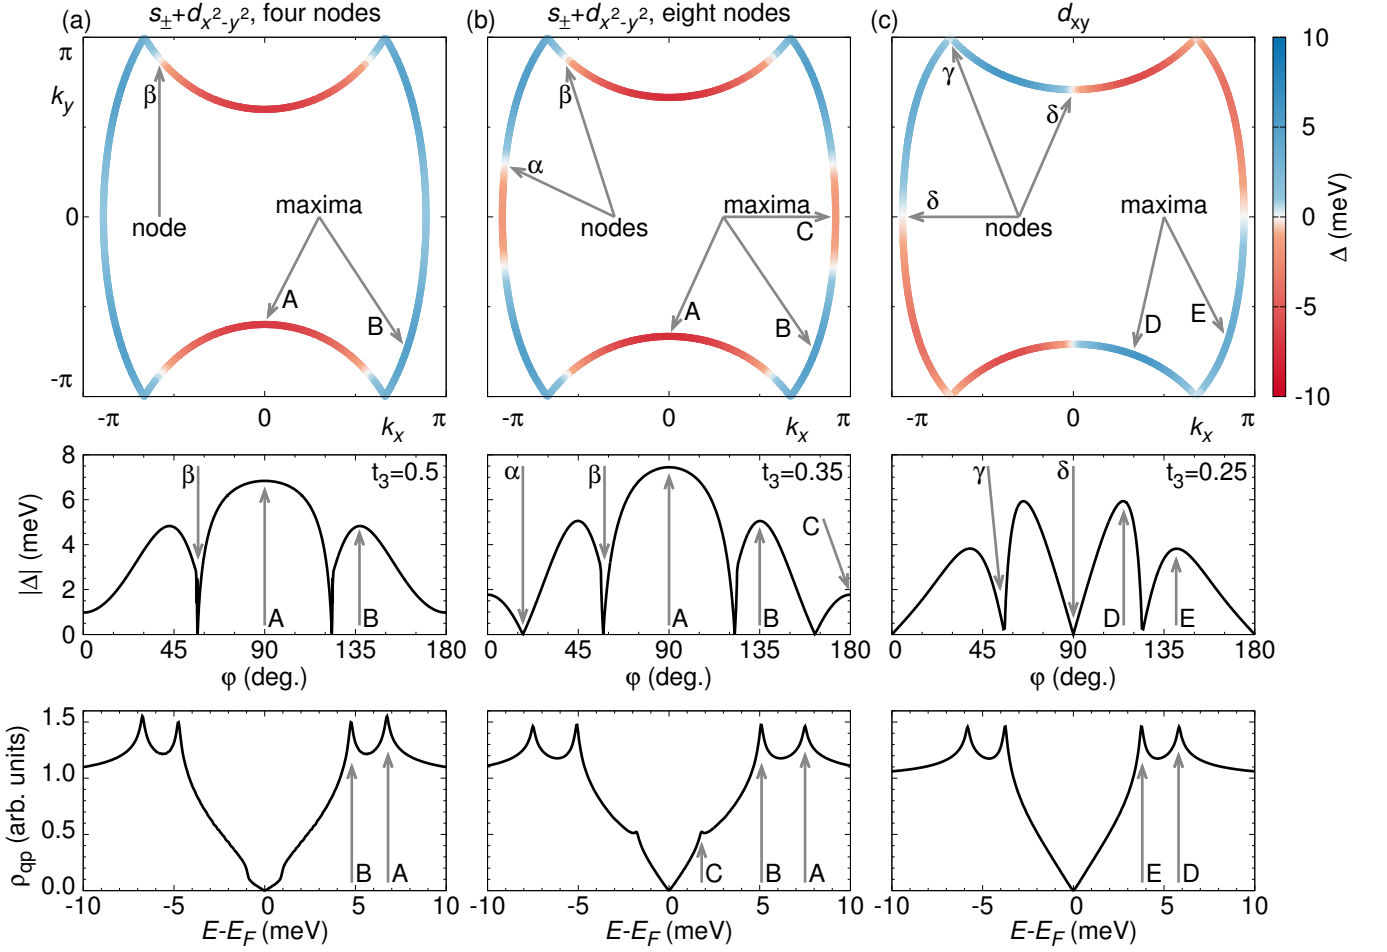 (a) s±+dx²-y², four nodes
(b) s±+dx²-y², eight nodes
(c) dxy
π
ky
0
-π
β
node
maxima
A
B
-π 0 π
kx
β
α
nodes
maxima
C
A
B
-π 0 π
kx
γ
δ
δ
nodes
maxima
D
E
-π 0 π
kx
10
5
0
-5
-10
Δ (meV)
8
6
4
2
0
|Δ| (meV)
β
t3=0.5
A
B
0 45 90 135 180
φ (deg.)
α
β
t3=0.35
C
A
B
0 45 90 135 180
φ (deg.)
γ
δ
t3=0.25
D
E
0 45 90 135 180
φ (deg.)
1.5
1.0
0.5
0.0
ρqp (arb. units)
B
A
-10 -5 0 5 10
E-EF (meV)
C
B
A
-10 -5 0 5 10
E-EF (meV)
E
D
-10 -5 0 5 10
E-EF (meV)